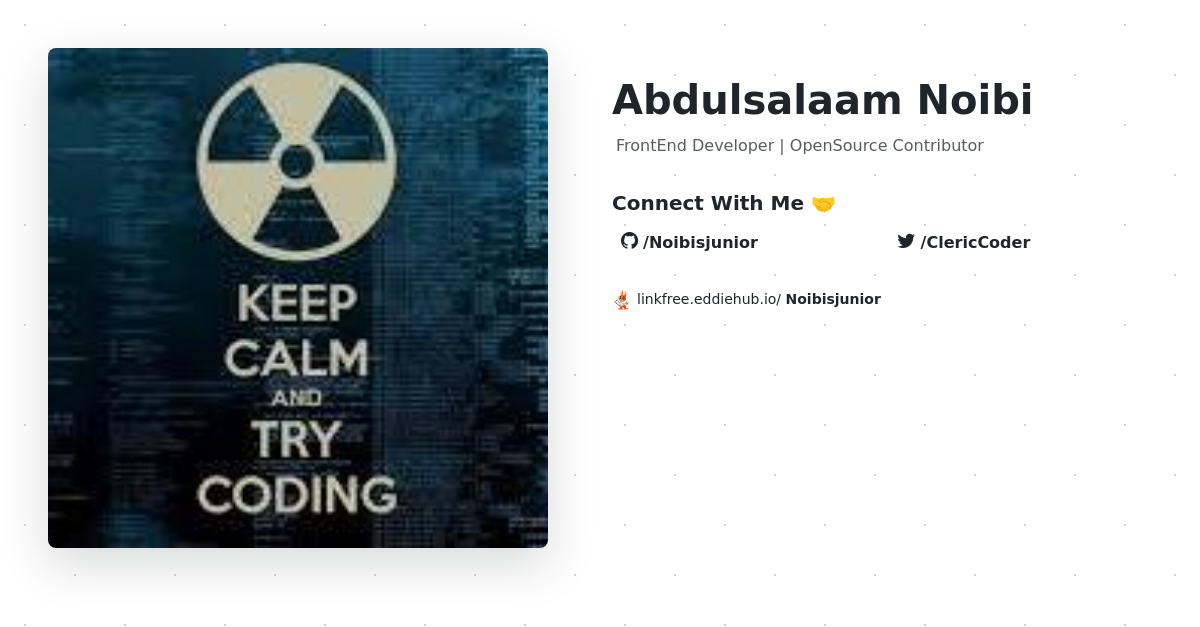 KEEP
CALM
AND
TRY
CODING
Abdulsalaam Noibi
FrontEnd Developer | OpenSource Contributor
Connect With Me 🤝
/Noibisjunior
/ClericCoder
linkfree.eddiehub.io/ Noibisjunior